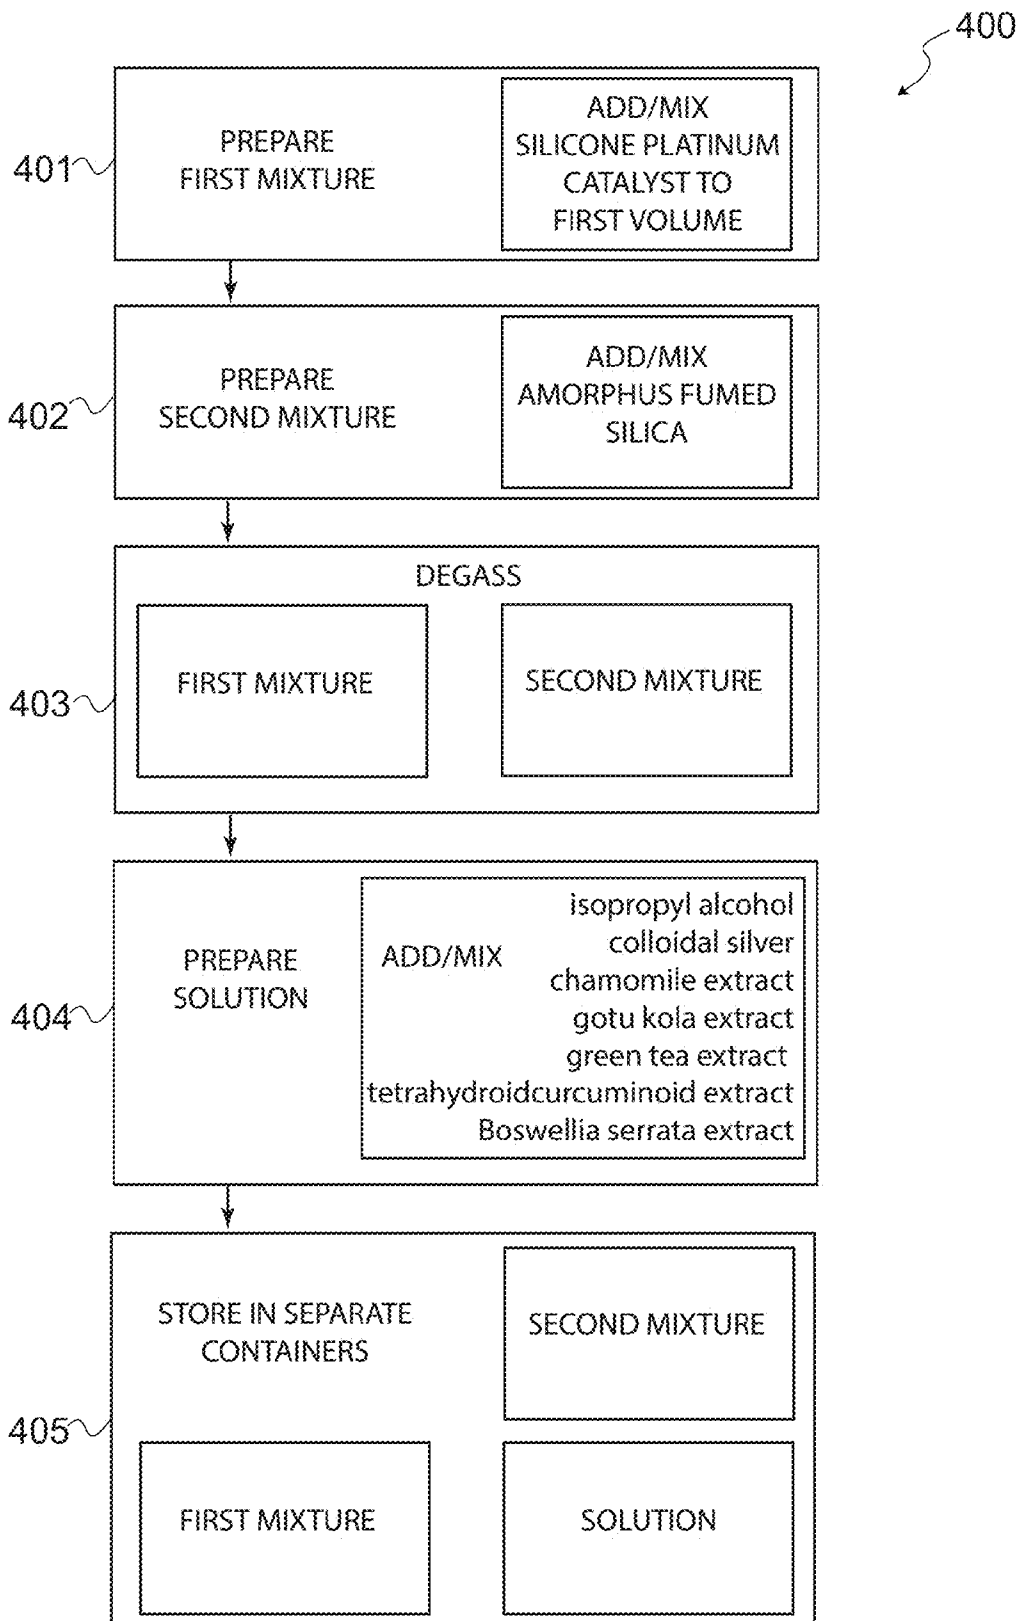 400
401
PREPARE
FIRST MIXTURE
ADD/MIX
SILICONE PLATINUM
CATALYST TO
FIRST VOLUME
402
PREPARE
SECOND MIXTURE
ADD/MIX
AMORPHUS FUMED
SILICA
403
DEGASS
FIRST MIXTURE
SECOND MIXTURE
404
PREPARE
SOLUTION
ADD/MIX
isopropyl alcohol
colloidal silver
chamomile extract
gotu kola extract
green tea extract
tetrahydroidcurcuminoid extract
Boswellia serrata extract
405
STORE IN SEPARATE
CONTAINERS
SECOND MIXTURE
FIRST MIXTURE
SOLUTION